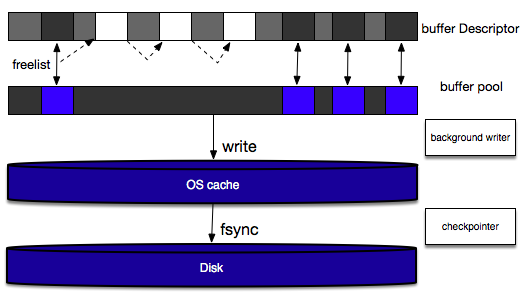 buffer Descriptor
freelist
buffer pool
background writer
write
OS cache
checkpointer
fsync
Disk